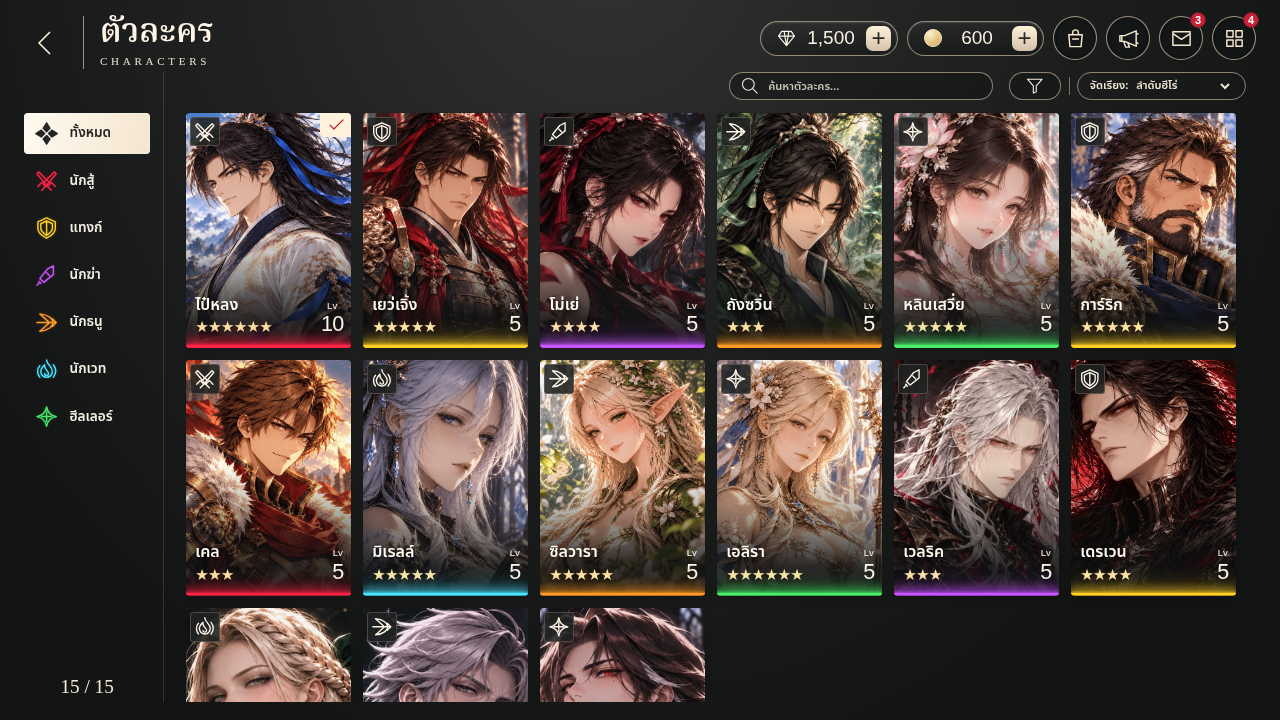 ตัวละคร
CHARACTERS
1,500
600
3
4
ค้นหาตัวละคร...
จัดเรียง: ลำดับฮีโร่
ทั้งหมด
นักสู้
แทงก์
นักฆ่า
นักธนู
นักเวท
ฮีลเลอร์
15 / 15
ไป๋หลง
Lv
10
เยว่เจิ้ง
Lv
5
โม่เย่
Lv
5
ถังซวิ่น
Lv
5
หลินเสวี่ย
Lv
5
การ์ริก
Lv
5
เคล
Lv
5
มิเรลล์
Lv
5
ซิลวารา
Lv
5
เอลิรา
Lv
5
เวลริค
Lv
5
เดรเวน
Lv
5